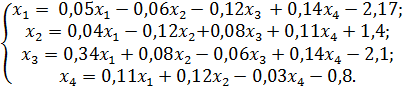 x₁ = 0,05x₁ − 0,06x₂ − 0,12x₃ + 0,14x₄ − 2,17;
x₂ = 0,04x₁ − 0,12x₂+0,08x₃ + 0,11x₄ + 1,4;
x₃ = 0,34x₁ + 0,08x₂ − 0,06x₃ + 0,14x₄ − 2,1;
x₄ = 0,11x₁ + 0,12x₂ − 0,03x₄ − 0,8.